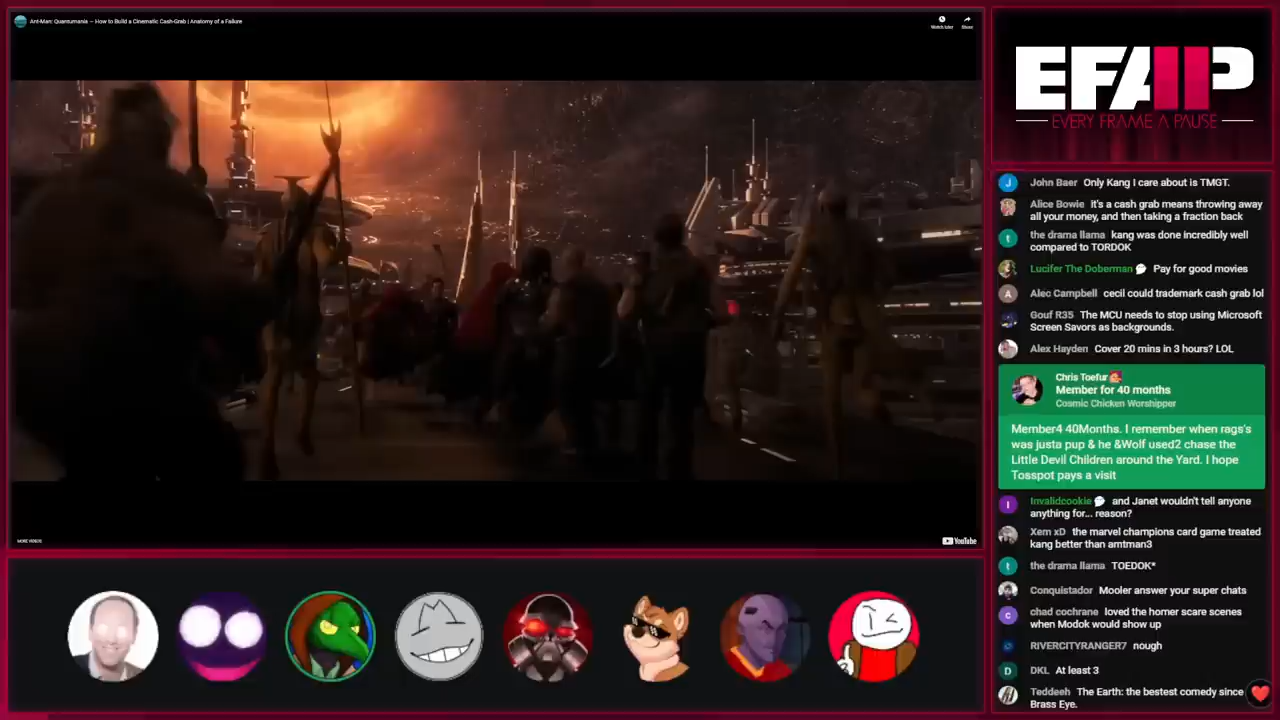 Ant-Man: Quantumania – How to Build a Cinematic Cash-Grab | Anatomy of a Failure
Watch later
Share
MORE VIDEOS
YouTube
EFAP
EVERY FRAME A PAUSE
John Baer Only Kang I care about is TMGT.
Alice Bowie it's a cash grab means throwing away
all your money, and then taking a fraction back
the drama llama kang was done incredibly well
compared to TORDOK
Lucifer The Doberman Pay for good movies
Alec Campbell cecil could trademark cash grab lol
Gouf R35 The MCU needs to stop using Microsoft
Screen Savors as backgrounds.
Alex Hayden Cover 20 mins in 3 hours? LOL
Chris Toefur
Member for 40 months
Cosmic Chicken Worshipper
Member4 40Months. I remember when rags's
was justa pup & he &Wolf used2 chase the
Little Devil Children around the Yard. I hope
Tosspot pays a visit
Invalidcookie and Janet wouldn't tell anyone
anything for... reason?
Xem xD the marvel champions card game treated
kang better than amtman3
the drama llama TOEDOK*
Conquistador Mooler answer your super chats
chad cochrane loved the horner scare scenes
when Modok would show up
RIVERCITYRANGER7 nough
DKL At least 3
Teddeeh The Earth: the bestest comedy since
Brass Eye.